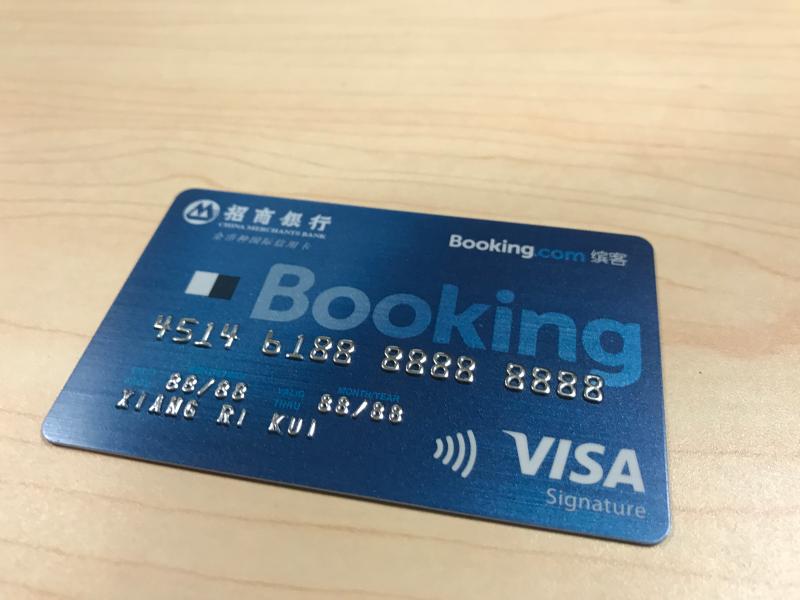 招商银行
CHINA MERCHANTS BANK
全币种国际信用卡
Booking.com 缤客
Booking
4514 6188 8888 8888
MONTH/YEAR
88/88 VALID THRU 88/88
XIANG RI KUI
VISA
Signature